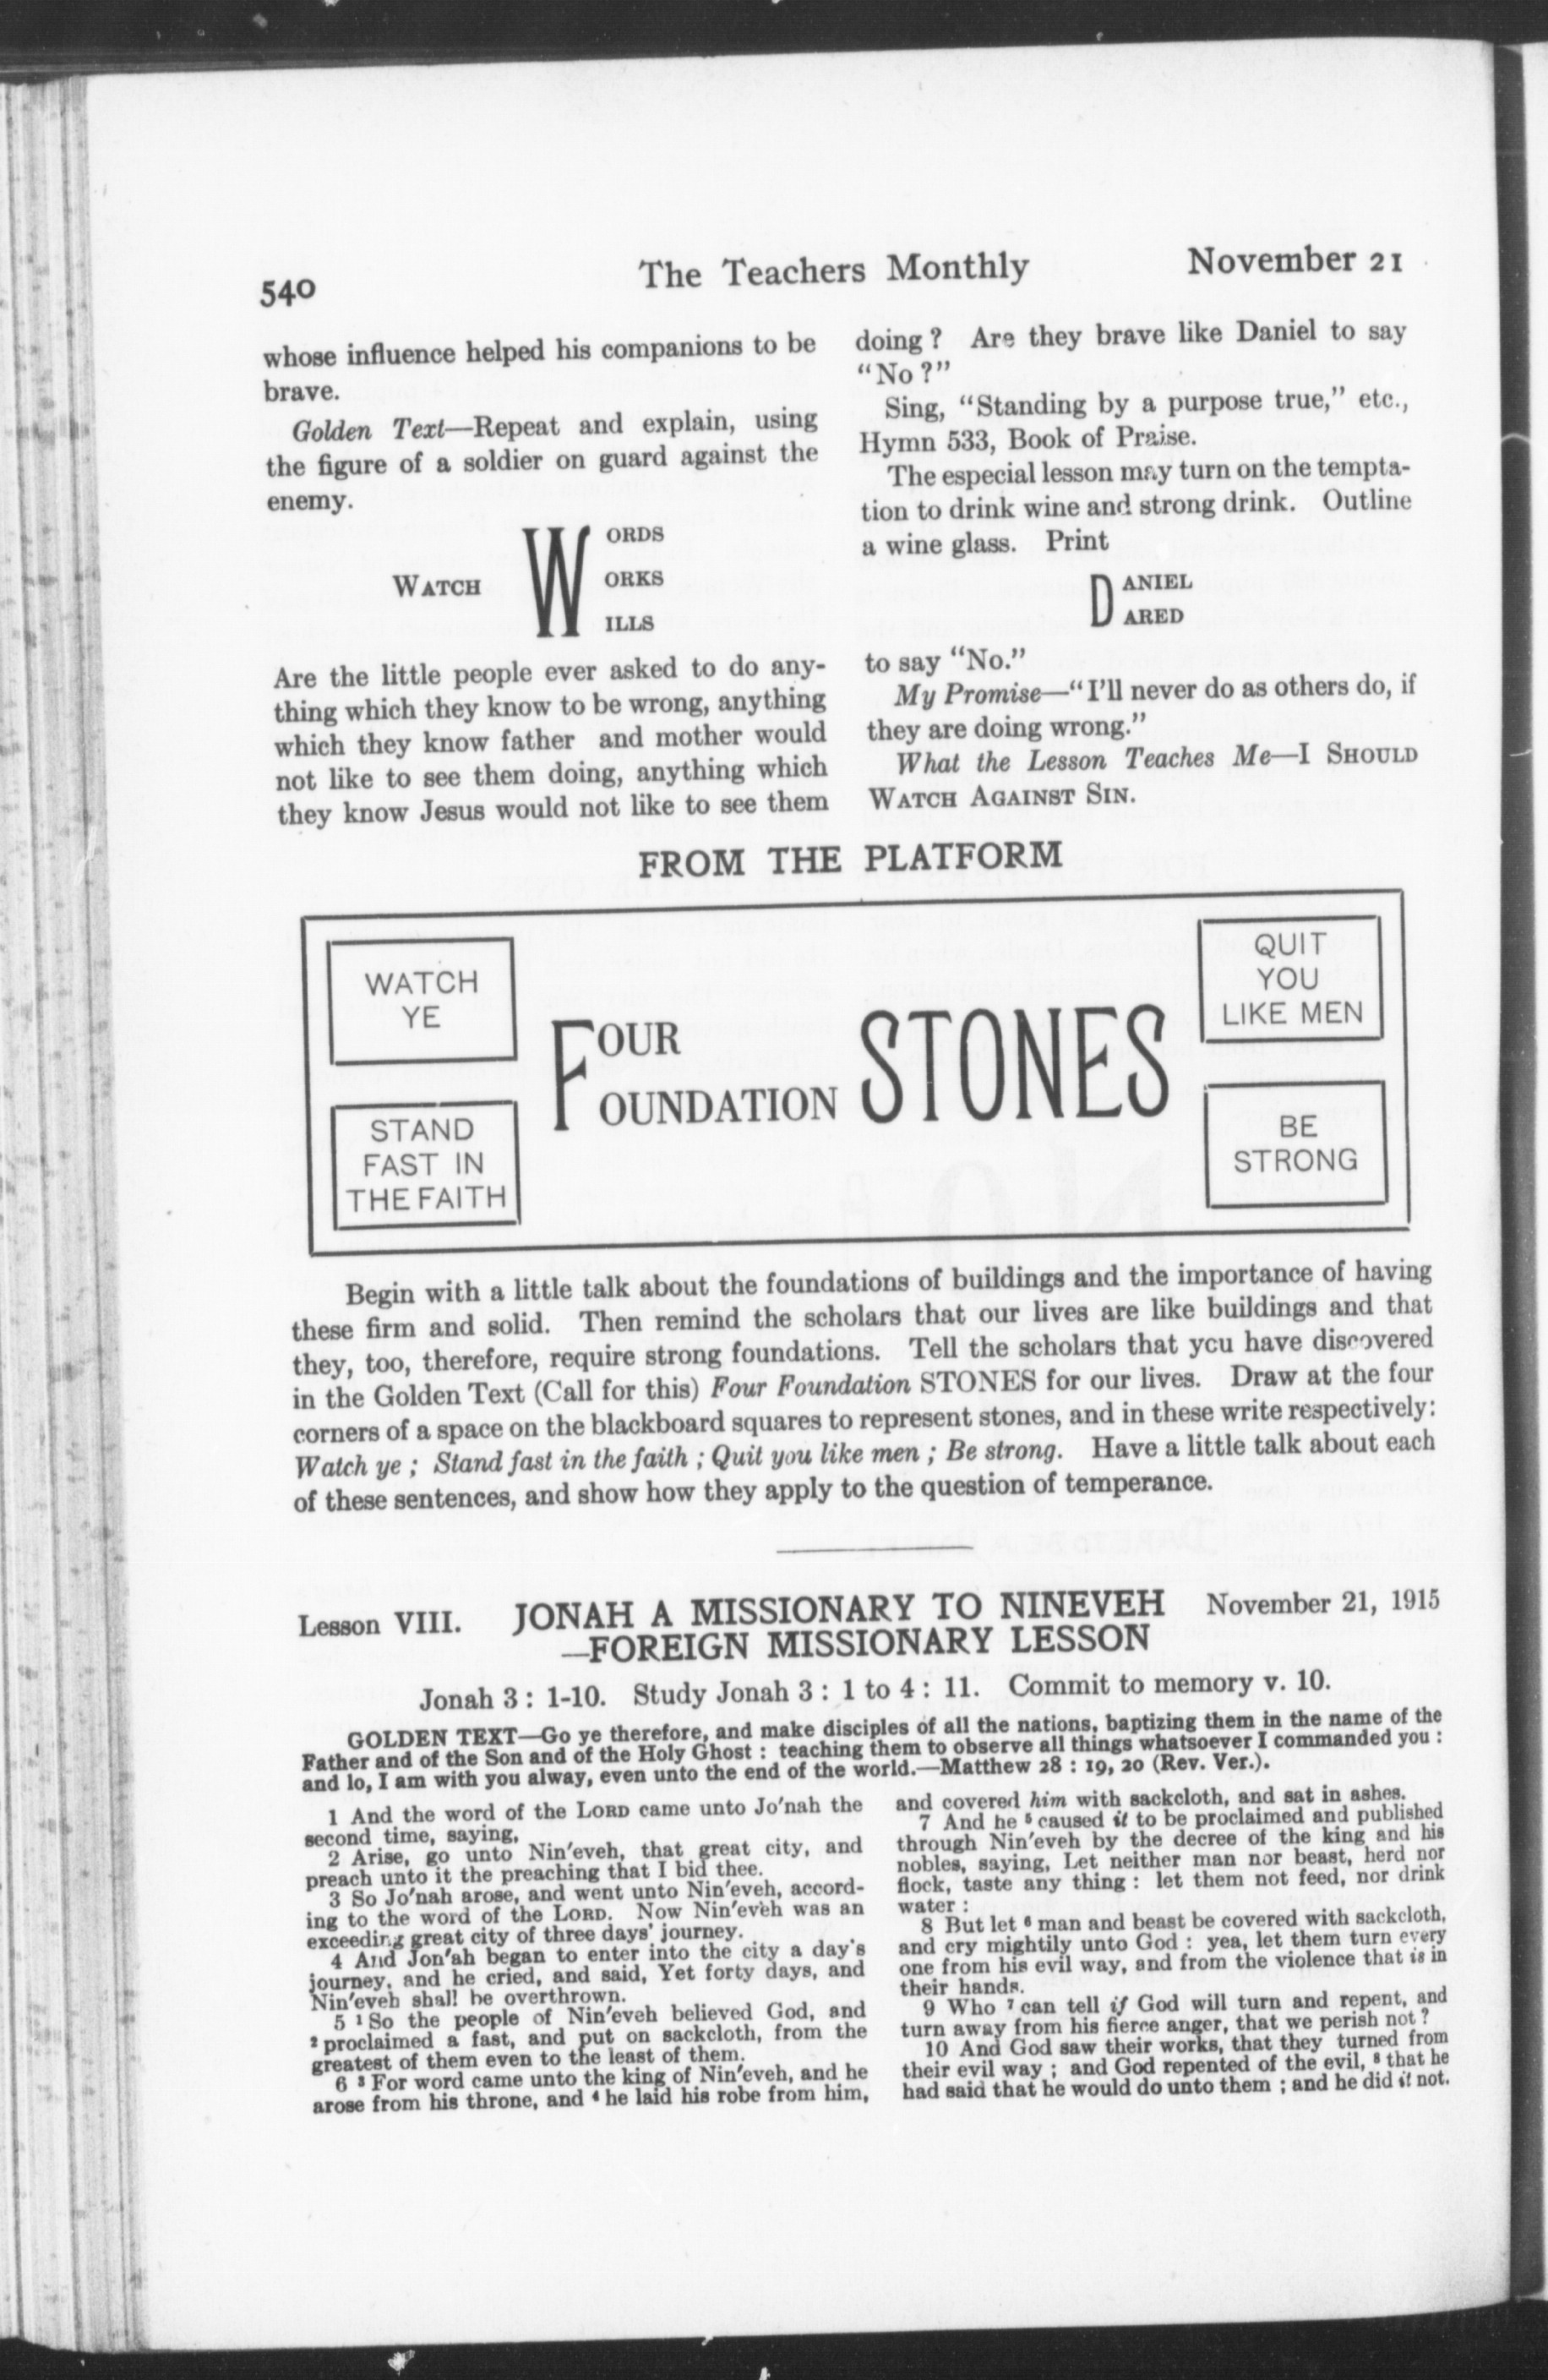 540
The Teachers Monthly
November 21
whose influence helped his companions to be
brave.
Golden Text—Repeat and explain, using
the figure of a soldier on guard against the
enemy.
WATCH WORDS
ORKS
ILLS
Are the little people ever asked to do any-
thing which they know to be wrong, anything
which they know father and mother would
not like to see them doing, anything which
they know Jesus would not like to see them
doing ? Are they brave like Daniel to say
“No ?”
Sing, “Standing by a purpose true,” etc.,
Hymn 533, Book of Praise.
The especial lesson may turn on the tempta-
tion to drink wine and strong drink. Outline
a wine glass. Print
DANIEL
ARED
to say “No.”
My Promise—“I’ll never do as others do, if
they are doing wrong.”
What the Lesson Teaches Me—I SHOULD
WATCH AGAINST SIN.
FROM THE PLATFORM
WATCH
YE
STAND
FAST IN
THE FAITH
FOUR
OUNDATION STONES
QUIT
YOU
LIKE MEN
BE
STRONG
Begin with a little talk about the foundations of buildings and the importance of having
these firm and solid. Then remind the scholars that our lives are like buildings and that
they, too, therefore, require strong foundations. Tell the scholars that you have discovered
in the Golden Text (Call for this) Four Foundation STONES for our lives. Draw at the four
corners of a space on the blackboard squares to represent stones, and in these write respectively:
Watch ye ; Stand fast in the faith ; Quit you like men ; Be strong. Have a little talk about each
of these sentences, and show how they apply to the question of temperance.
Lesson VIII. JONAH A MISSIONARY TO NINEVEH November 21, 1915
—FOREIGN MISSIONARY LESSON
Jonah 3 : 1-10. Study Jonah 3 : 1 to 4 : 11. Commit to memory v. 10.
GOLDEN TEXT—Go ye therefore, and make disciples of all the nations, baptizing them in the name of the
Father and of the Son and of the Holy Ghost : teaching them to observe all things whatsoever I commanded you :
and lo, I am with you alway, even unto the end of the world.—Matthew 28 : 19, 20 (Rev. Ver.).
1 And the word of the LORD came unto Jo'nah the
second time, saying,
2 Arise, go unto Nin'eveh, that great city, and
preach unto it the preaching that I bid thee.
3 So Jo'nah arose, and went unto Nin'eveh, accord-
ing to the word of the LORD. Now Nin'eveh was an
exceeding great city of three days' journey.
4 And Jon'ah began to enter into the city a day's
journey, and he cried, and said, Yet forty days, and
Nin'eveh shall be overthrown.
5 ¹ So the people of Nin'eveh believed God, and
² proclaimed a fast, and put on sackcloth, from the
greatest of them even to the least of them.
6 ³ For word came unto the king of Nin'eveh, and he
arose from his throne, and ⁴ he laid his robe from him,
and covered him with sackcloth, and sat in ashes.
7 And he ⁵ caused it to be proclaimed and published
through Nin'eveh by the decree of the king and his
nobles, saying, Let neither man nor beast, herd nor
flock, taste any thing : let them not feed, nor drink
water :
8 But let ⁶ man and beast be covered with sackcloth,
and cry mightily unto God : yea, let them turn every
one from his evil way, and from the violence that is in
their hands.
9 Who ⁷ can tell if God will turn and repent, and
turn away from his fierce anger, that we perish not ?
10 And God saw their works, that they turned from
their evil way ; and God repented of the evil, ⁸ that he
had said that he would do unto them ; and he did it not.